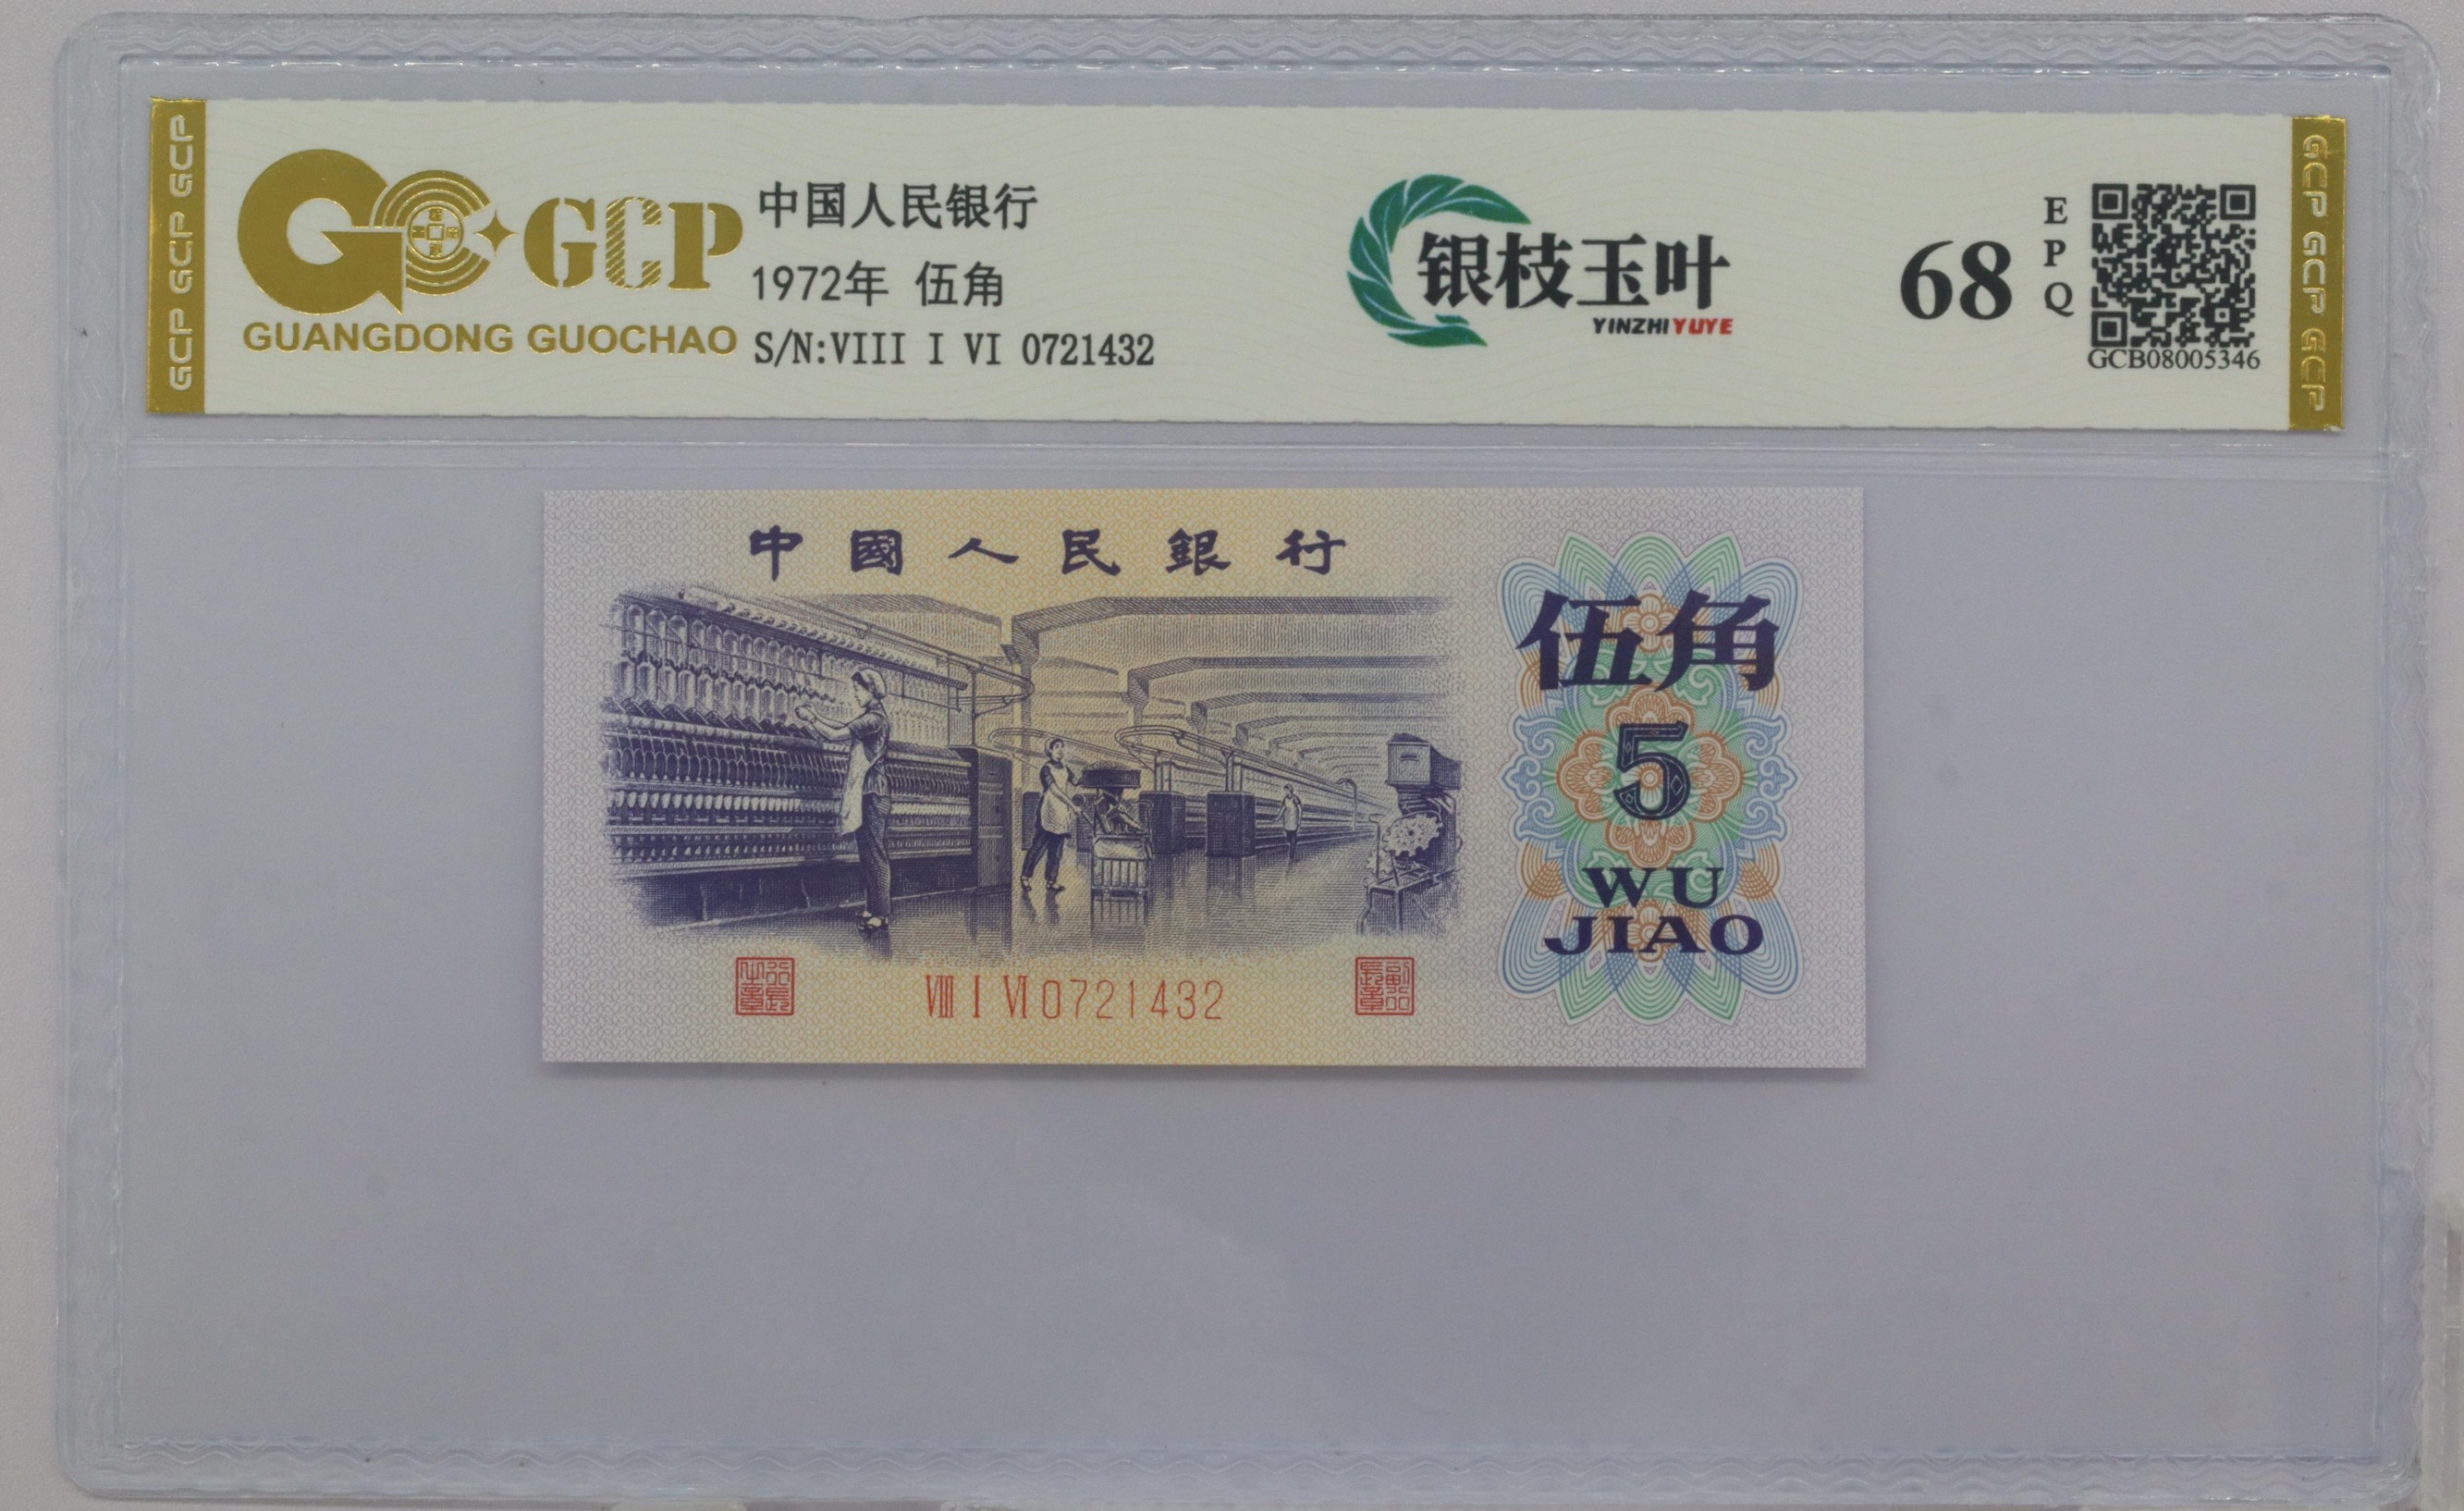 GCP GCP GCP
GCP
GUANGDONG GUOCHAO
中国人民银行
1972年 伍角
S/N:VIII I VI 0721432
银枝玉叶
YINZHIYUYE
68
EPQ
GCB08005346
GCP GCP GCP
中國人民銀行
伍角
5
WU
JIAO
VIII I VI 0721432